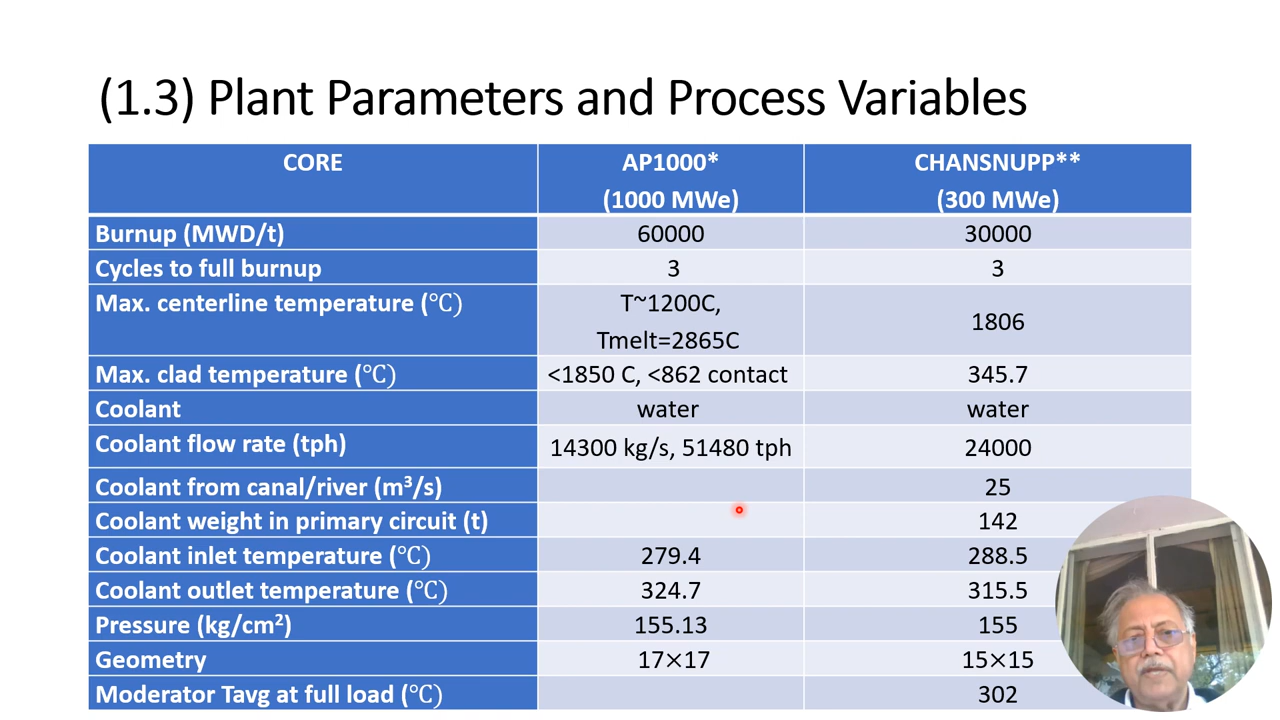 (1.3) Plant Parameters and Process Variables
CORE AP1000* CHANSNUPP**
(1000 MWe) (300 MWe)
Burnup (MWD/t) 60000 30000
Cycles to full burnup 3 3
Max. centerline temperature (℃) T~1200C, 1806
Tmelt=2865C
Max. clad temperature (℃) <1850 C, <862 contact 345.7
Coolant water water
Coolant flow rate (tph) 14300 kg/s, 51480 tph 24000
Coolant from canal/river (m³/s) 25
Coolant weight in primary circuit (t) 142
Coolant inlet temperature (℃) 279.4 288.5
Coolant outlet temperature (℃) 324.7 315.5
Pressure (kg/cm²) 155.13 155
Geometry 17×17 15×15
Moderator Tavg at full load (℃) 302